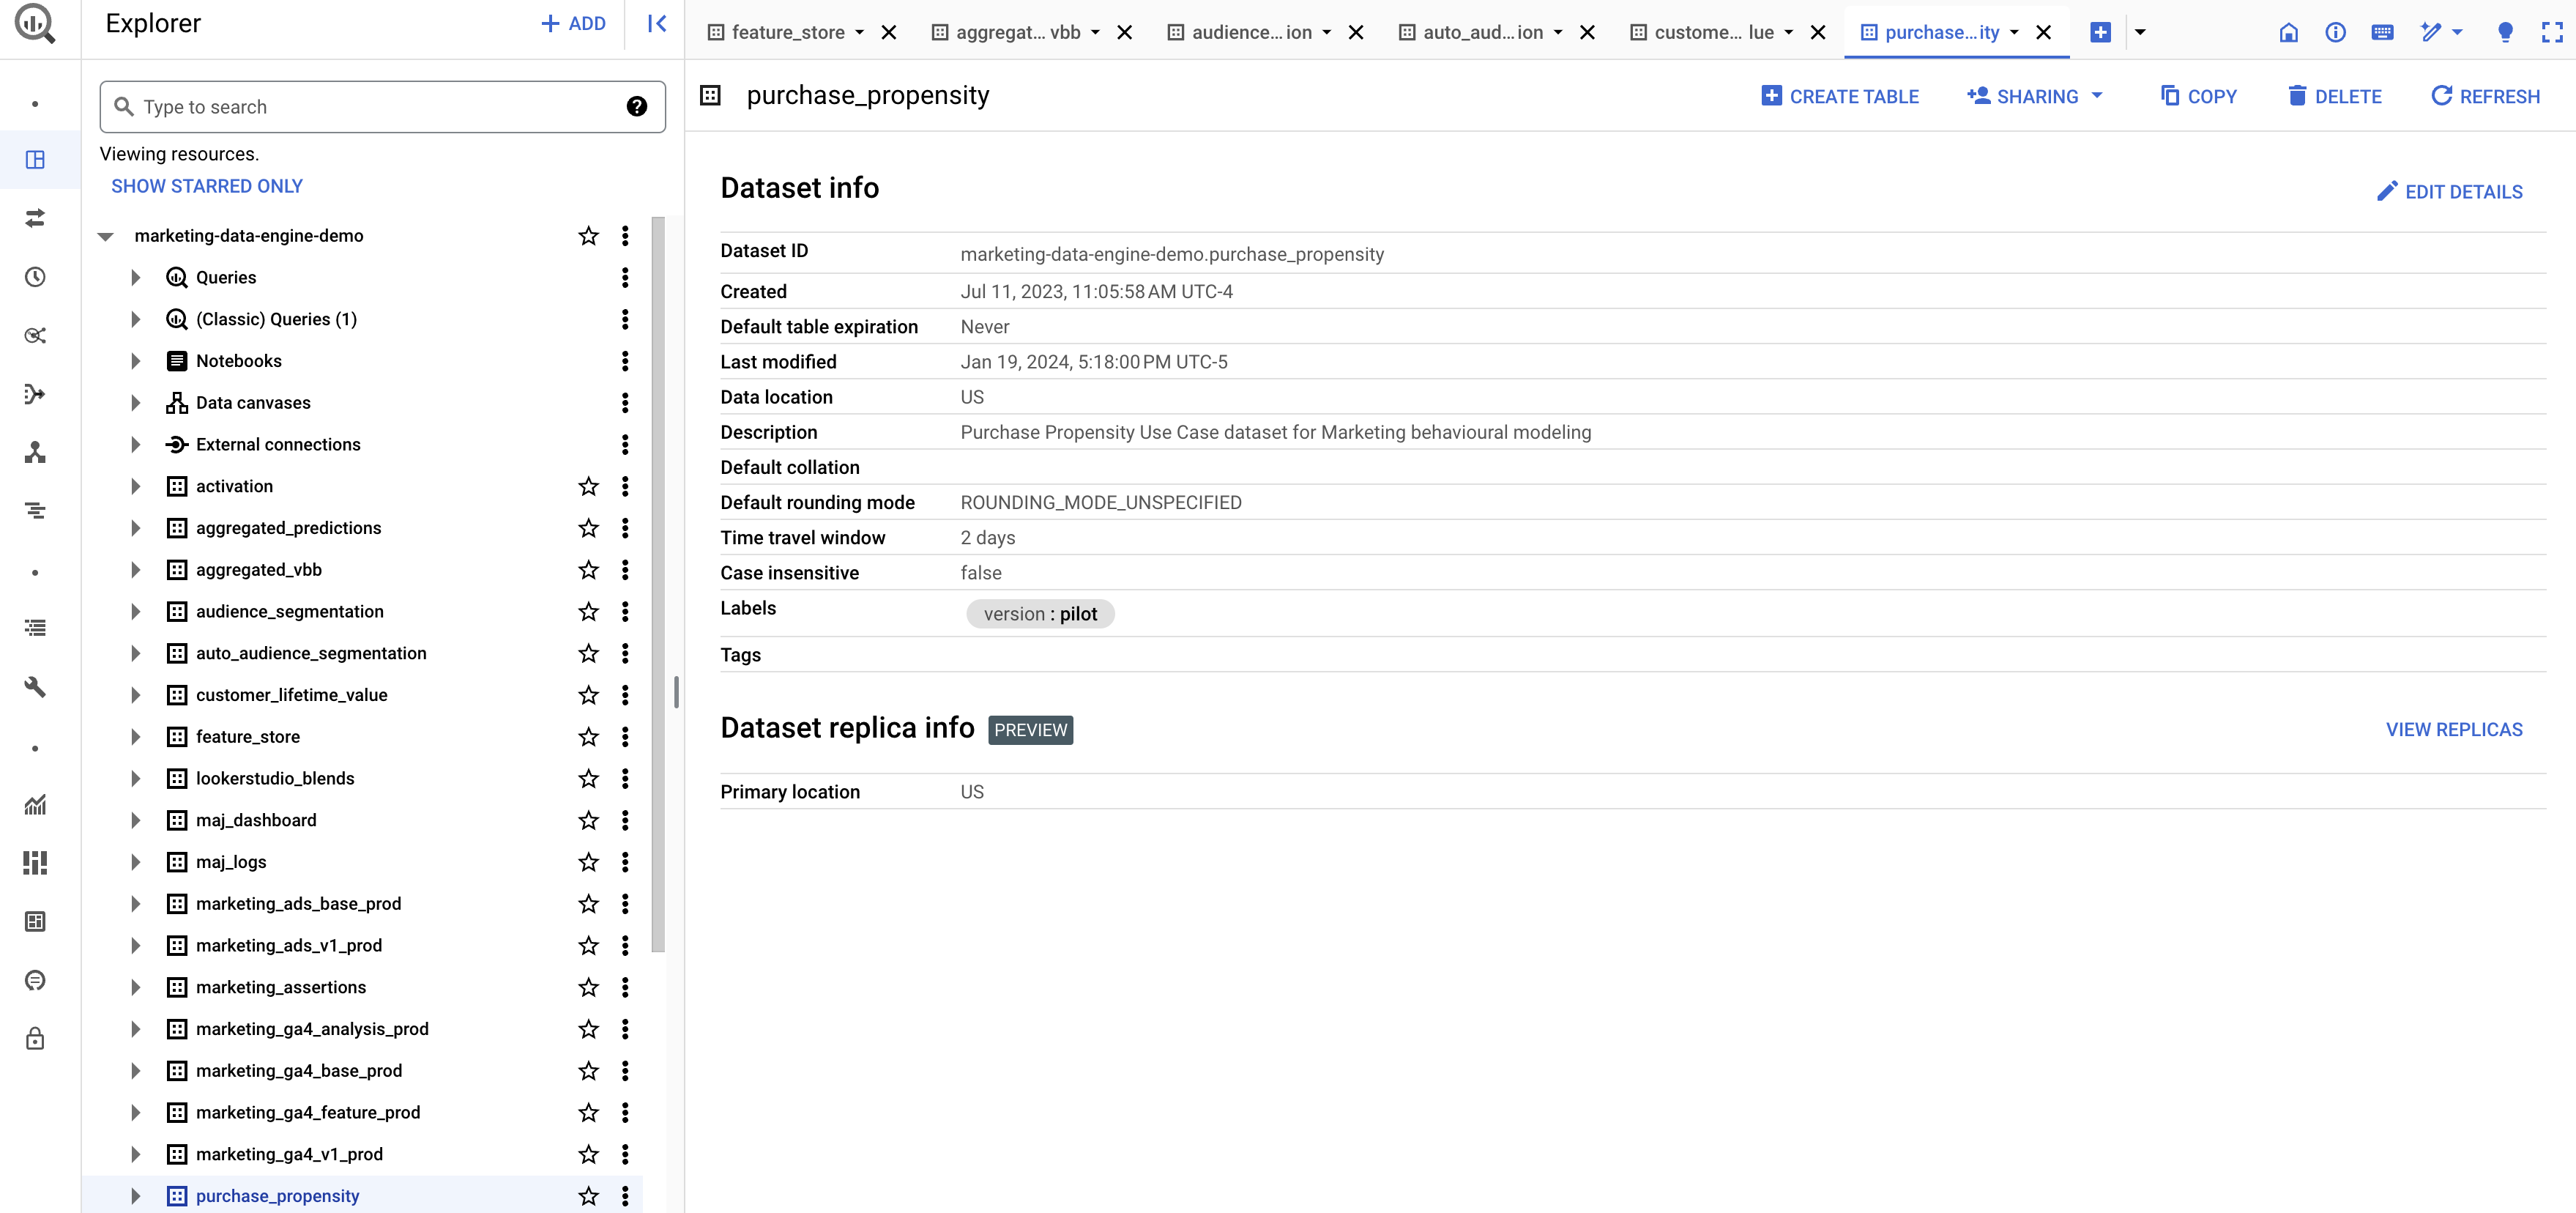 Explorer
ADD
feature_store
aggregat... vbb
audience...ion
auto_aud...ion
custome... lue
purchase...ity
Type to search
Viewing resources.
SHOW STARRED ONLY
marketing-data-engine-demo
Queries
(Classic) Queries (1)
Notebooks
Data canvases
External connections
activation
aggregated_predictions
aggregated_vbb
audience_segmentation
auto_audience_segmentation
customer_lifetime_value
feature_store
lookerstudio_blends
maj_dashboard
maj_logs
marketing_ads_base_prod
marketing_ads_v1_prod
marketing_assertions
marketing_ga4_analysis_prod
marketing_ga4_base_prod
marketing_ga4_feature_prod
marketing_ga4_v1_prod
purchase_propensity
purchase_propensity
CREATE TABLE
SHARING
COPY
DELETE
REFRESH
Dataset info
EDIT DETAILS
Dataset ID marketing-data-engine-demo.purchase_propensity
Created Jul 11, 2023, 11:05:58 AM UTC-4
Default table expiration Never
Last modified Jan 19, 2024, 5:18:00 PM UTC-5
Data location US
Description Purchase Propensity Use Case dataset for Marketing behavioural modeling
Default collation
Default rounding mode ROUNDING_MODE_UNSPECIFIED
Time travel window 2 days
Case insensitive false
Labels version : pilot
Tags
Dataset replica info PREVIEW
VIEW REPLICAS
Primary location US